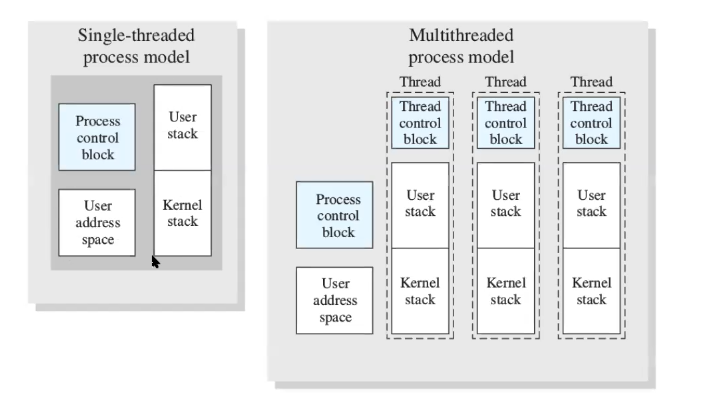 Single-threaded
process model
Process
control
block
User
stack
User
address
space
Kernel
stack
Multithreaded
process model
Thread
Thread
Thread
Thread
control
block
Thread
control
block
Thread
control
block
Process
control
block
User
stack
User
stack
User
stack
User
address
space
Kernel
stack
Kernel
stack
Kernel
stack